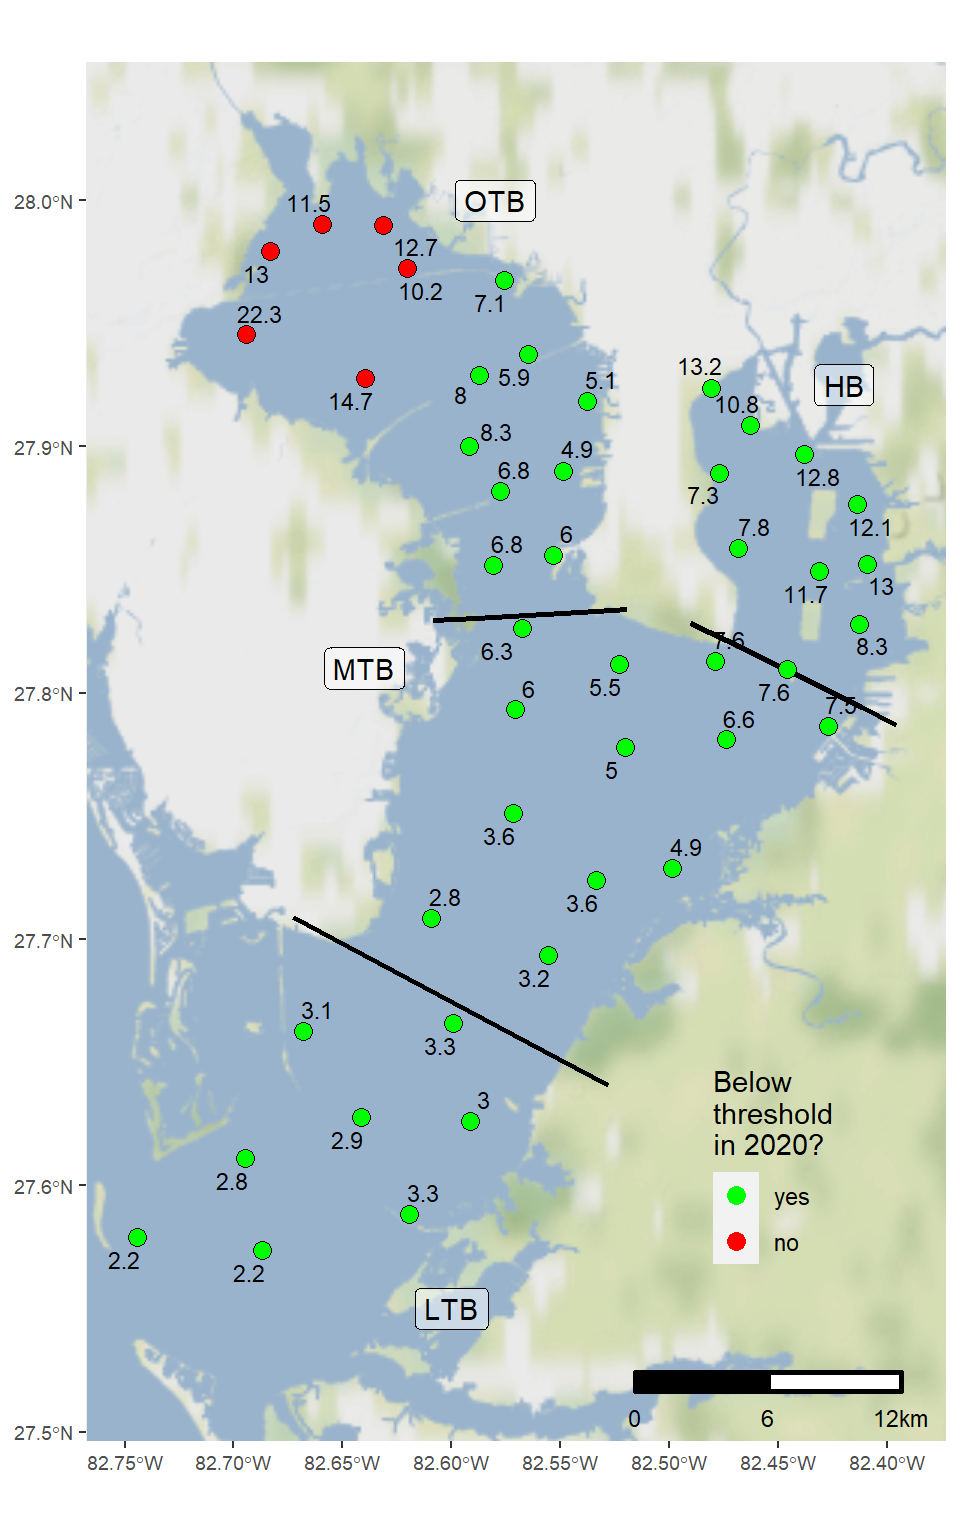 28.0°N
27.9°N
27.8°N
27.7°N
27.6°N
27.5°N
OTB
11.5
12.7
13
10.2
7.1
22.3
5.9
8
5.1
14.7
13.2
HB
10.8
8.3
4.9
6.8
12.8
7.3
12.1
7.8
6
6.8
11.7
13
8.3
7.6
6.3
MTB
5.5
7.6
7.5
6
6.6
5
3.6
4.9
3.6
2.8
3.2
3.1
3.3
3
2.9
2.8
3.3
2.2
2.2
LTB
Below
threshold
in 2020?
yes
no
0 6 12km
82.75°W 82.70°W 82.65°W 82.60°W 82.55°W 82.50°W 82.45°W 82.40°W